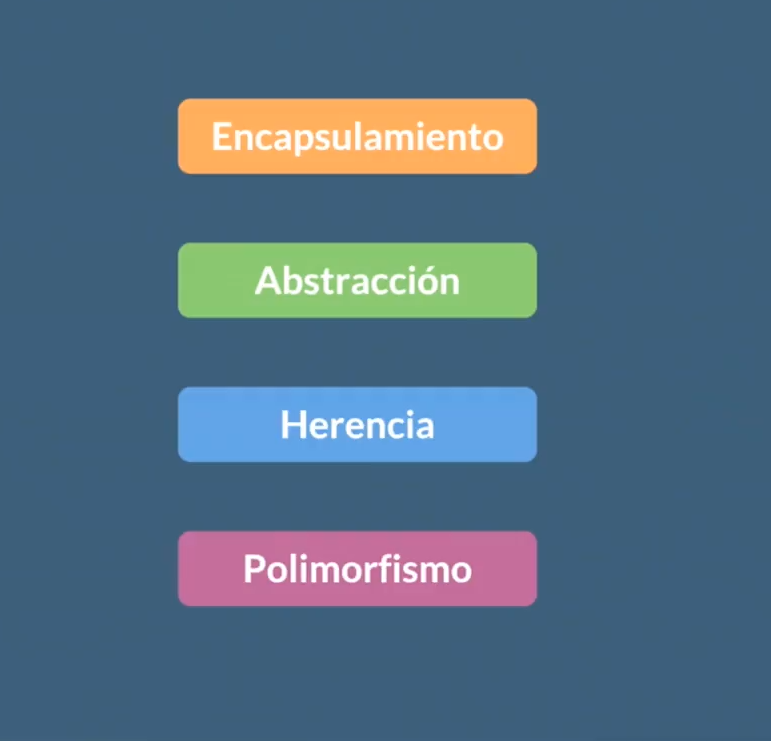 Encapsulamiento
Abstracción
Herencia
Polimorfismo